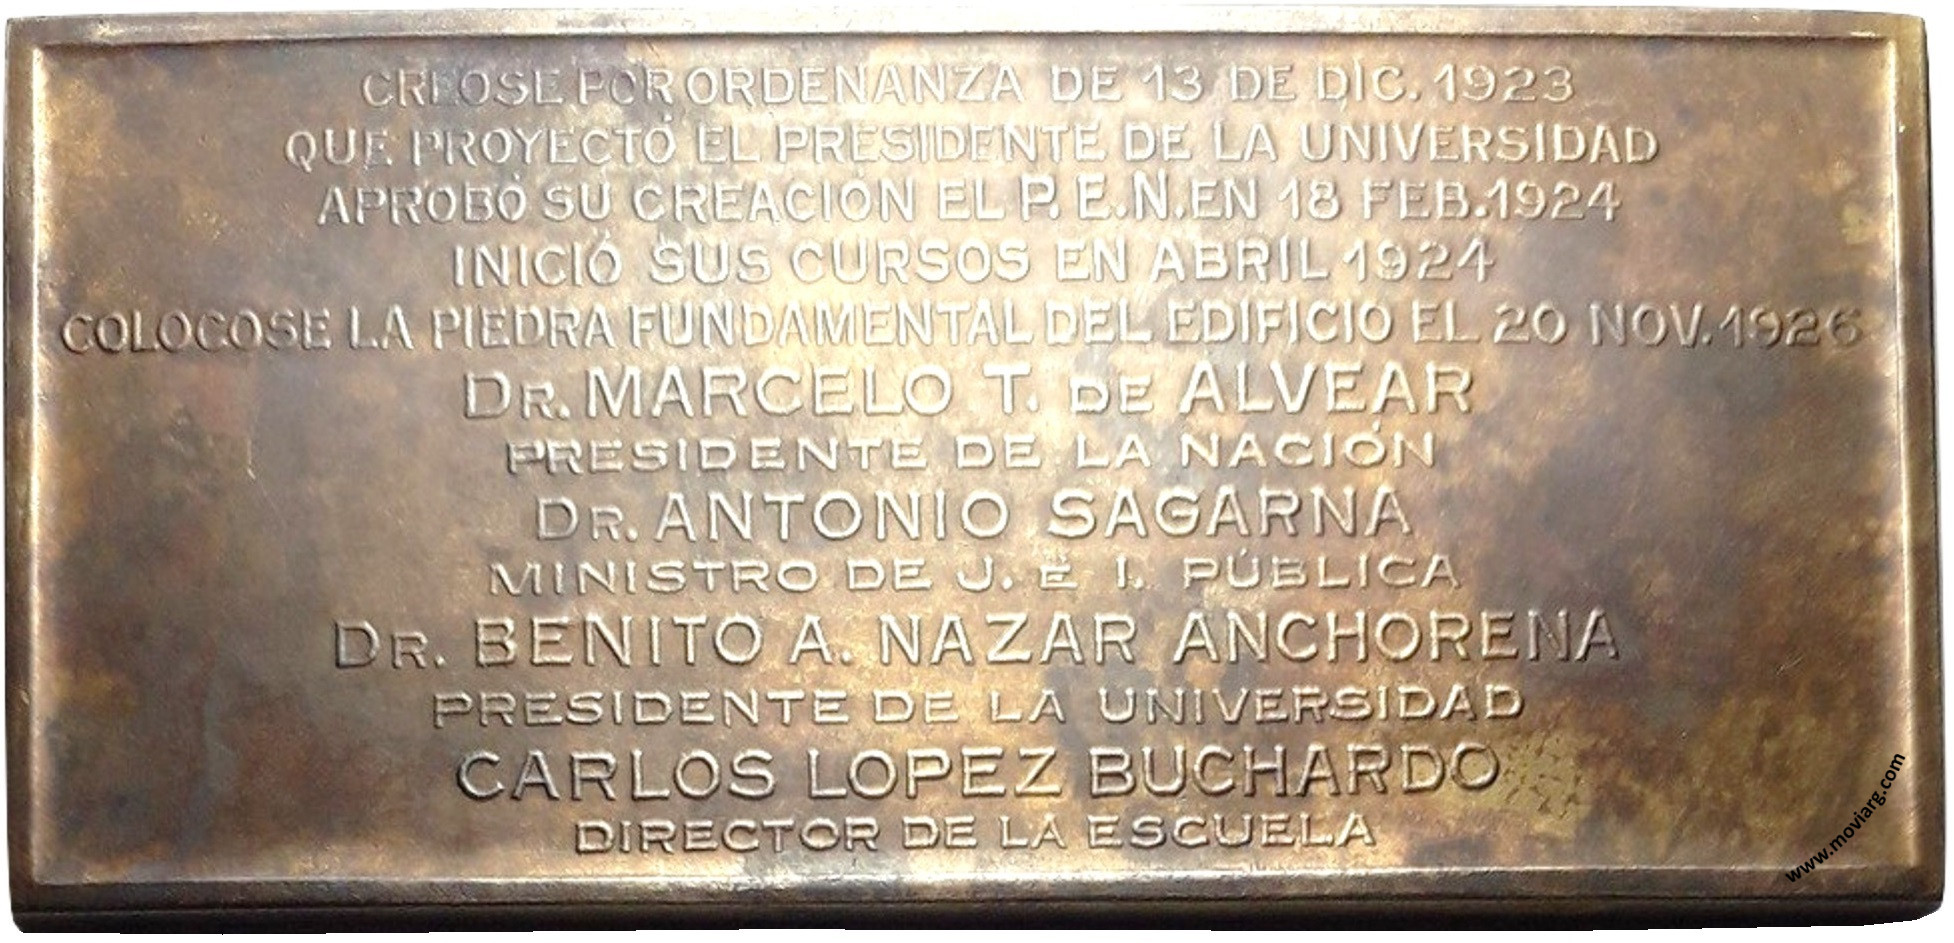 CREOSE POR ORDENANZA DE 13 DE DIC. 1923
QUE PROYECTÓ EL PRESIDENTE DE LA UNIVERSIDAD
APROBÓ SU CREACIÓN EL P.E.N. EN 18 FEB. 1924
INICIÓ SUS CURSOS EN ABRIL 1924
COLOCOSE LA PIEDRA FUNDAMENTAL DEL EDIFICIO EL 20 NOV. 1926
DR. MARCELO T. DE ALVEAR
PRESIDENTE DE LA NACIÓN
DR. ANTONIO SAGARNA
MINISTRO DE J. E I. PÚBLICA
DR. BENITO A. NAZAR ANCHORENA
PRESIDENTE DE LA UNIVERSIDAD
CARLOS LOPEZ BUCHARDO
DIRECTOR DE LA ESCUELA
www.moviarg.com